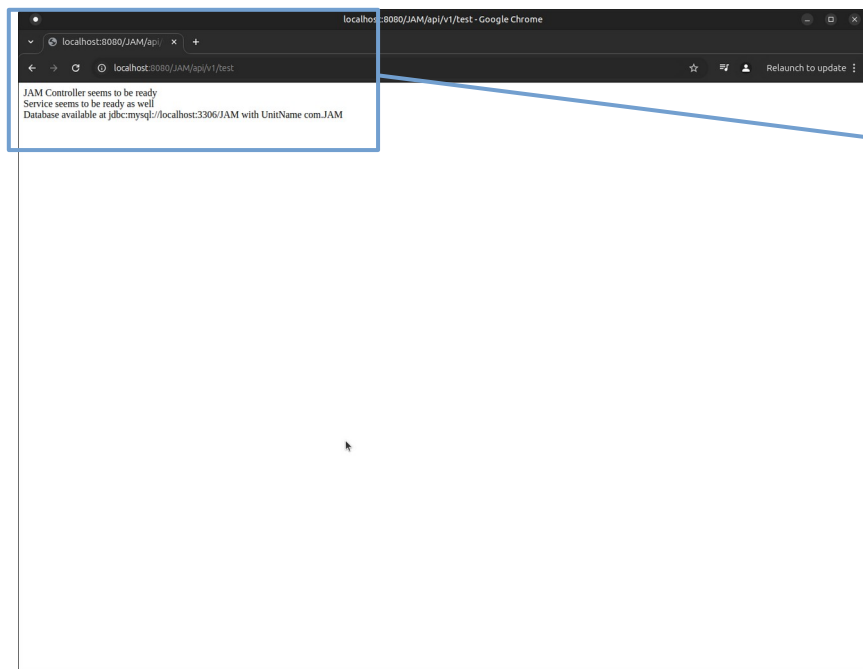 localhost:8080/JAM/api/v1/test - Google Chrome
localhost:8080/JAM/api/
localhost:8080/JAM/api/v1/test
Relaunch to update
JAM Controller seems to be ready
Service seems to be ready as well
Database available at jdbc:mysql://localhost:3306/JAM with UnitName com.JAM